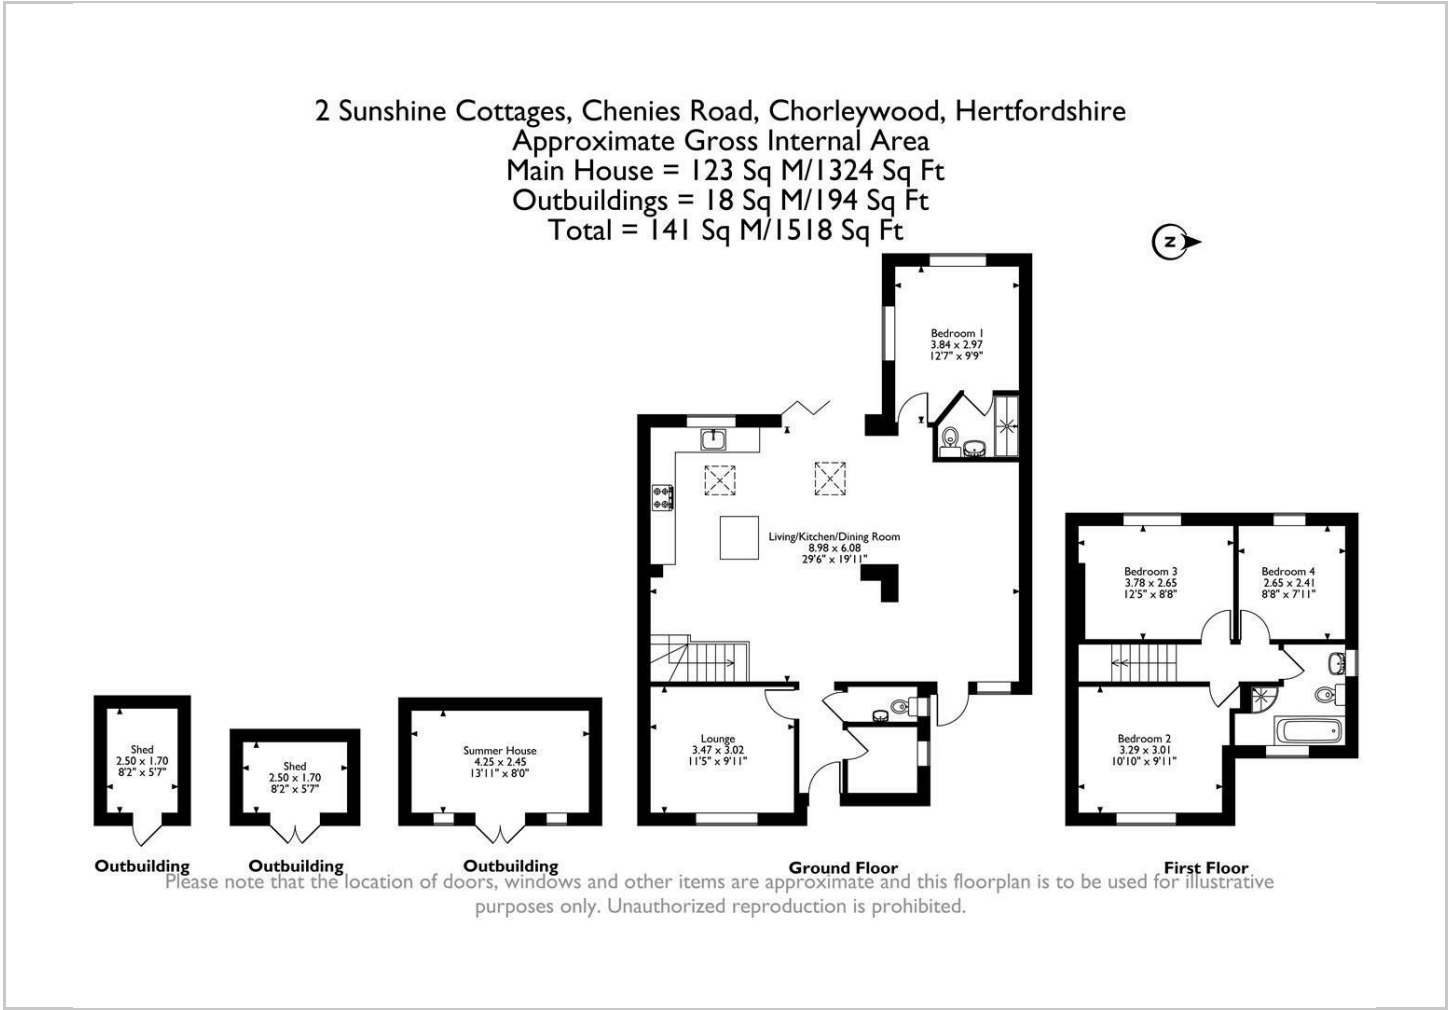 2 Sunshine Cottages, Chenies Road, Chorleywood, Hertfordshire
Approximate Gross Internal Area
Main House = 123 Sq M/1324 Sq Ft
Outbuildings = 18 Sq M/194 Sq Ft
Total = 141 Sq M/1518 Sq Ft
N
Bedroom 1
3.84 x 2.97
12'7" x 9'9"
Living/Kitchen/Dining Room
8.98 x 6.08
29'6" x 19'11"
Lounge
3.47 x 3.02
11'5" x 9'11"
Bedroom 3
3.78 x 2.65
12'5" x 8'8"
Bedroom 4
2.65 x 2.41
8'8" x 7'11"
Bedroom 2
3.29 x 3.01
10'10" x 9'11"
Shed
2.50 x 1.70
8'2" x 5'7"
Shed
2.50 x 1.70
8'2" x 5'7"
Summer House
4.25 x 2.45
13'11" x 8'0"
Outbuilding
Outbuilding
Outbuilding
Ground Floor
First Floor
Please note that the location of doors, windows and other items are approximate and this floorplan is to be used for illustrative
purposes only. Unauthorized reproduction is prohibited.